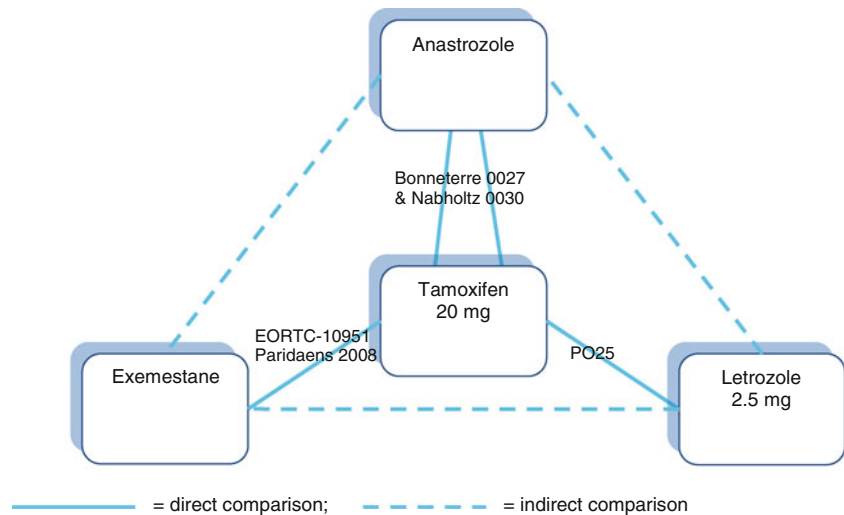 Anastrozole
Bonneterre 0027
& Nabholtz 0030
Tamoxifen
20 mg
EORTC-10951
Paridaens 2008
PO25
Exemestane
Letrozole
2.5 mg
= direct comparison;
= indirect comparison